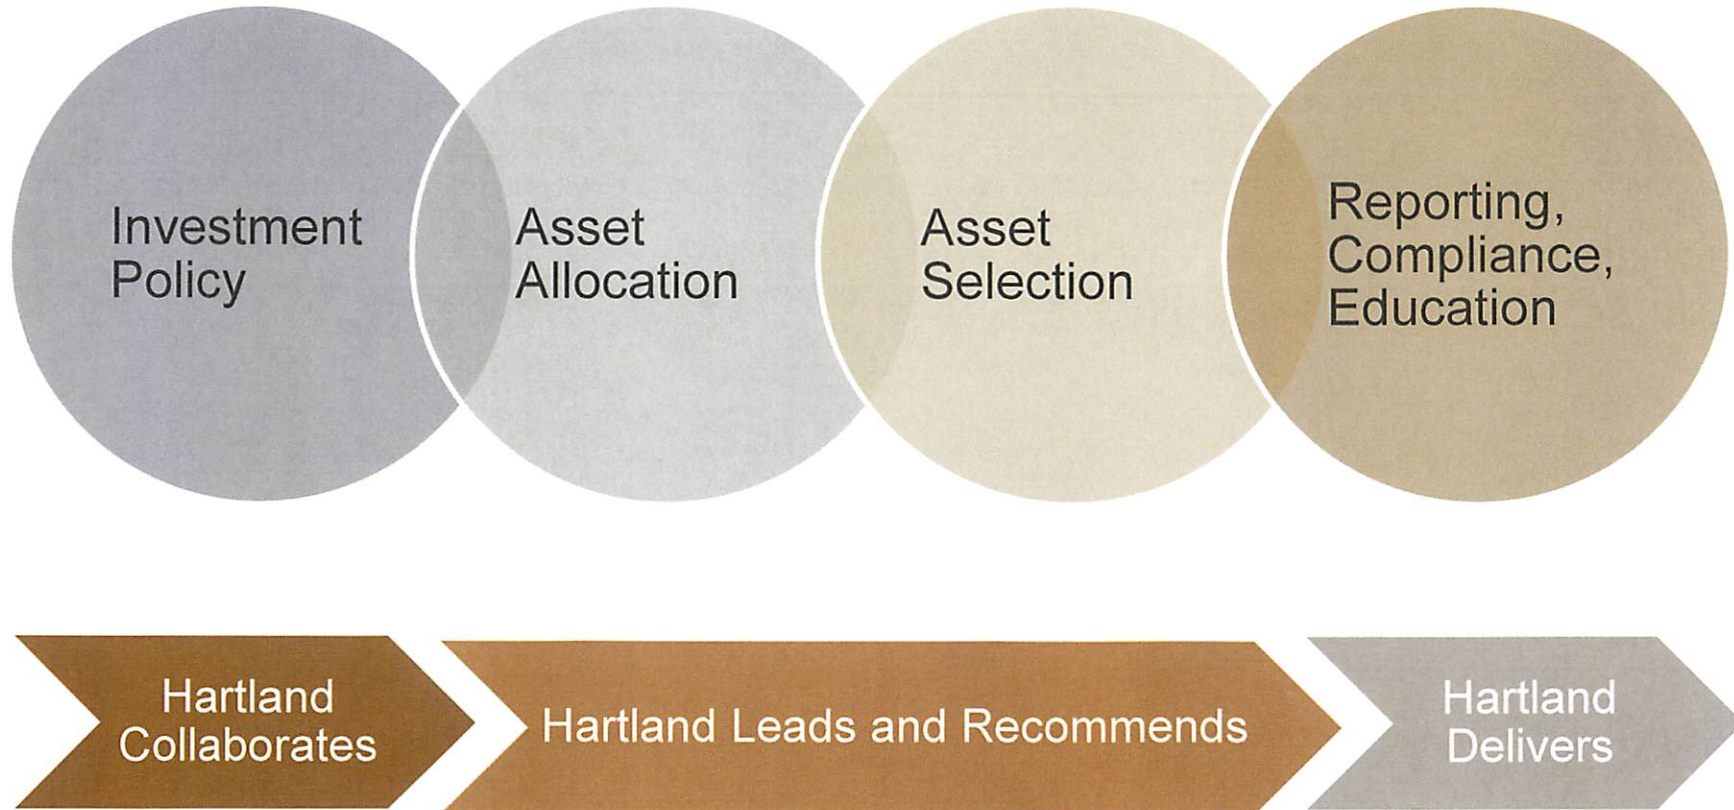 Investment
Policy
Asset
Allocation
Asset
Selection
Reporting,
Compliance,
Education
Hartland
Collaborates
Hartland Leads and Recommends
Hartland
Delivers